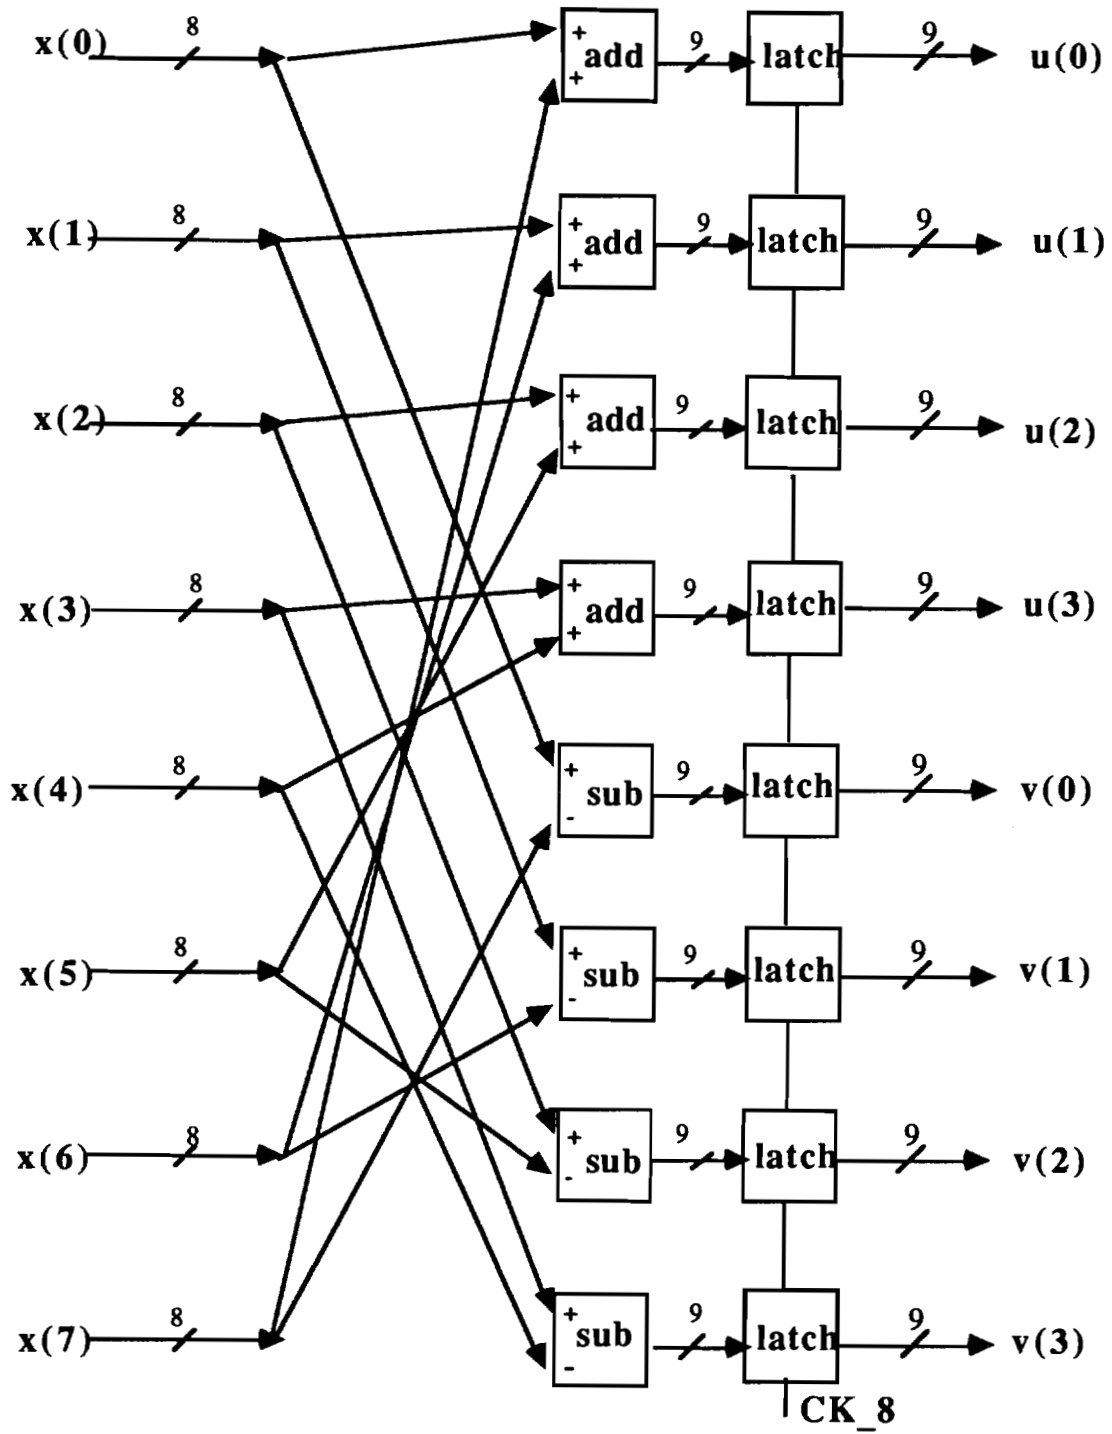 x(0) 8 + + add 9 latch 9 u(0)
x(1) 8 + + add 9 latch 9 u(1)
x(2) 8 + + add 9 latch 9 u(2)
x(3) 8 + + add 9 latch 9 u(3)
x(4) 8 + - sub 9 latch 9 v(0)
x(5) 8 + - sub 9 latch 9 v(1)
x(6) 8 + - sub 9 latch 9 v(2)
x(7) 8 + - sub 9 latch 9 v(3)
CK_8